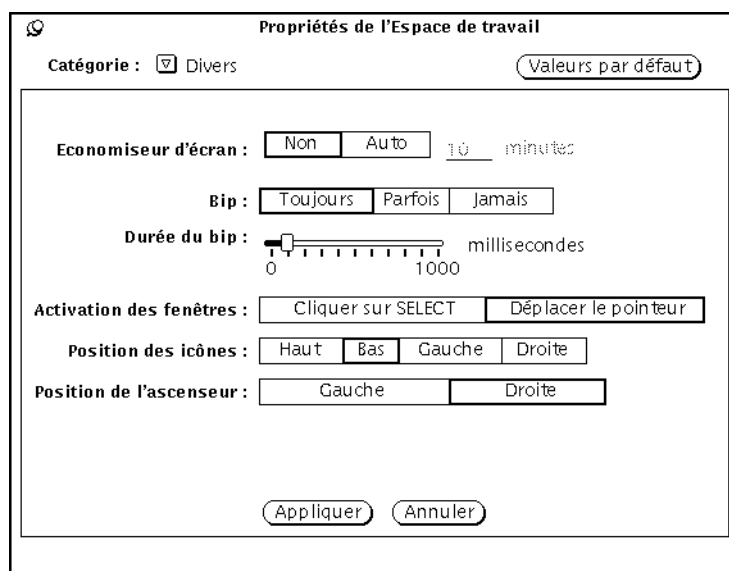 Propriétés de l'Espace de travail
Catégorie : Divers Valeurs par défaut
Economiseur d'écran : Non Auto 10 minutes
Bip : Toujours Parfois Jamais
Durée du bip : millisecondes
0 1000
Activation des fenêtres : Cliquer sur SELECT Déplacer le pointeur
Position des icônes : Haut Bas Gauche Droite
Position de l'ascenseur : Gauche Droite
Appliquer Annuler